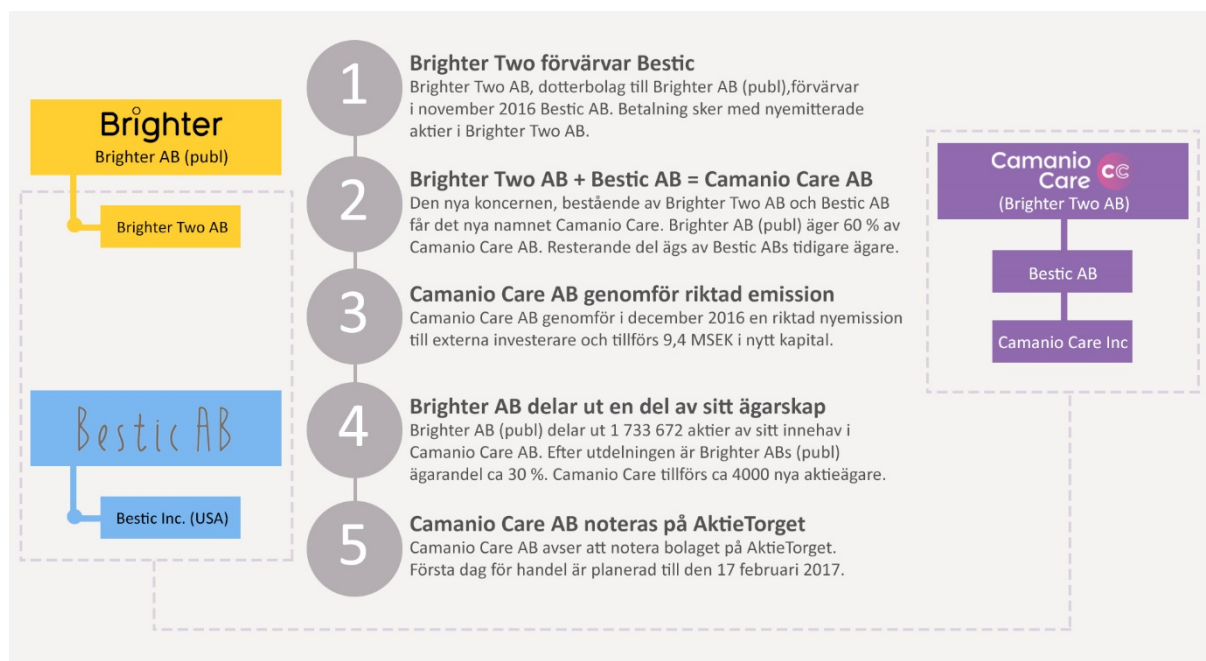 Brighter
Brighter AB (publ)
Brighter Two AB
Bestic AB
Bestic Inc. (USA)
1
Brighter Two förvärvar Bestic
Brighter Two AB, dotterbolag till Brighter AB (publ),förvärvar
i november 2016 Bestic AB. Betalning sker med nyemitterade
aktier i Brighter Two AB.
2
Brighter Two AB + Bestic AB = Camanio Care AB
Den nya koncernen, bestående av Brighter Two AB och Bestic AB
får det nya namnet Camanio Care. Brighter AB (publ) äger 60 % av
Camanio Care AB. Resterande del ägs av Bestic ABs tidigare ägare.
3
Camanio Care AB genomför riktad emission
Camanio Care AB genomför i december 2016 en riktad nyemission
till externa investerare och tillförs 9,4 MSEK i nytt kapital.
4
Brighter AB delar ut en del av sitt ägarskap
Brighter AB (publ) delar ut 1 733 672 aktier av sitt innehav i
Camanio Care AB. Efter utdelningen är Brighter ABs (publ)
ägarandel ca 30 %. Camanio Care tillförs ca 4000 nya aktieägare.
5
Camanio Care AB noteras på AktieTorget
Camanio Care AB avser att notera bolaget på AktieTorget.
Första dag för handel är planerad till den 17 februari 2017.
Camanio
Care CC
(Brighter Two AB)
Bestic AB
Camanio Care Inc